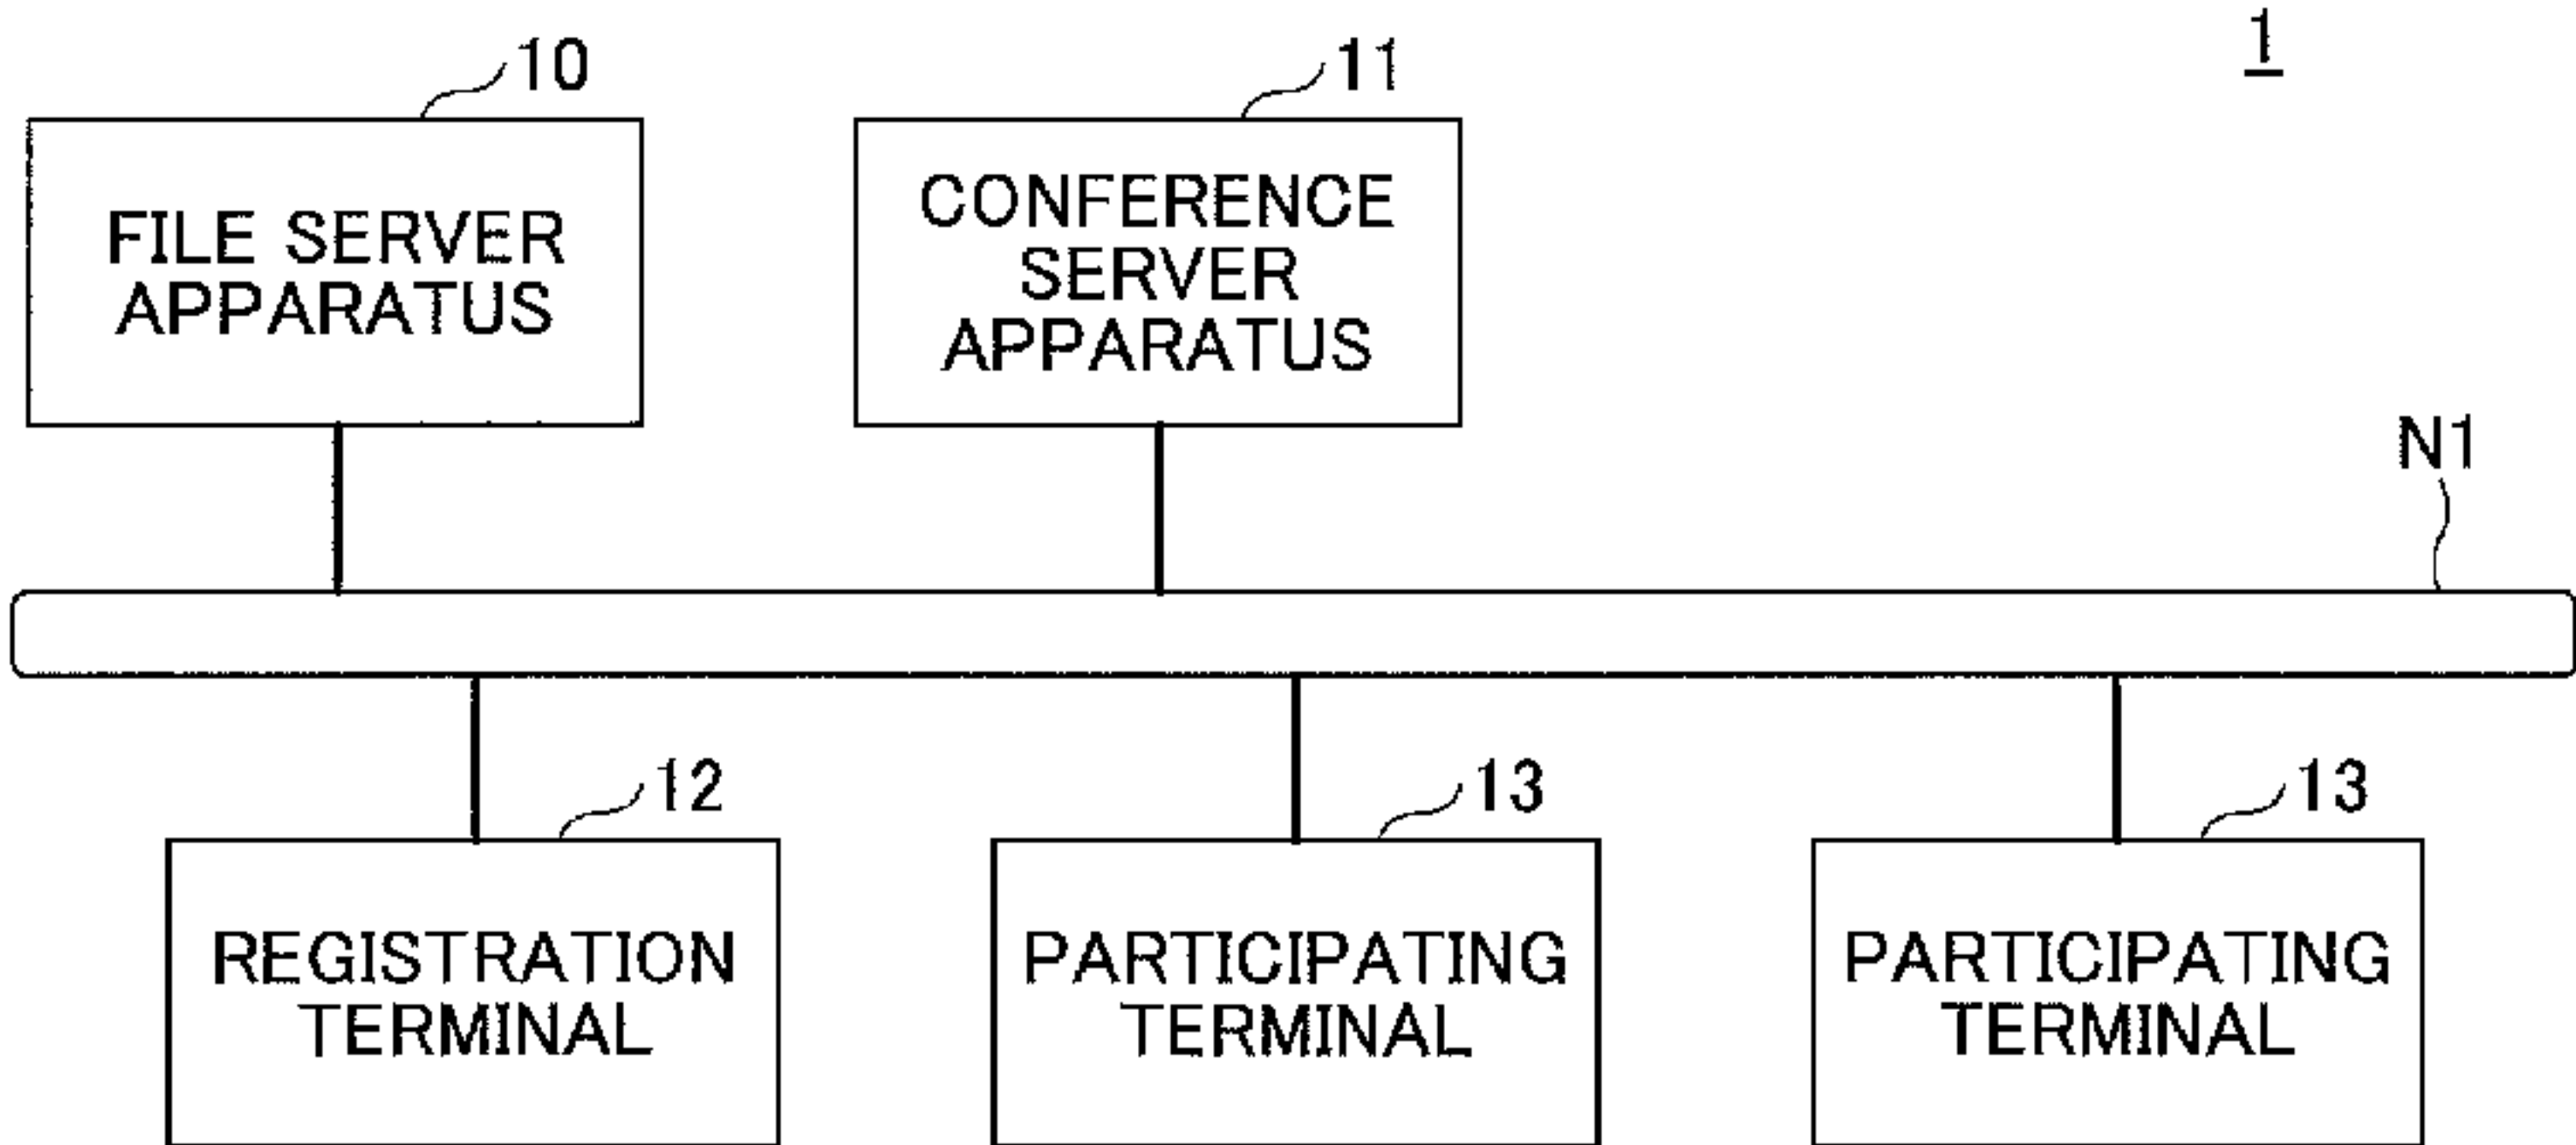 1
10
11
FILE SERVER
APPARATUS
CONFERENCE
SERVER
APPARATUS
N1
12
13
13
REGISTRATION
TERMINAL
PARTICIPATING
TERMINAL
PARTICIPATING
TERMINAL